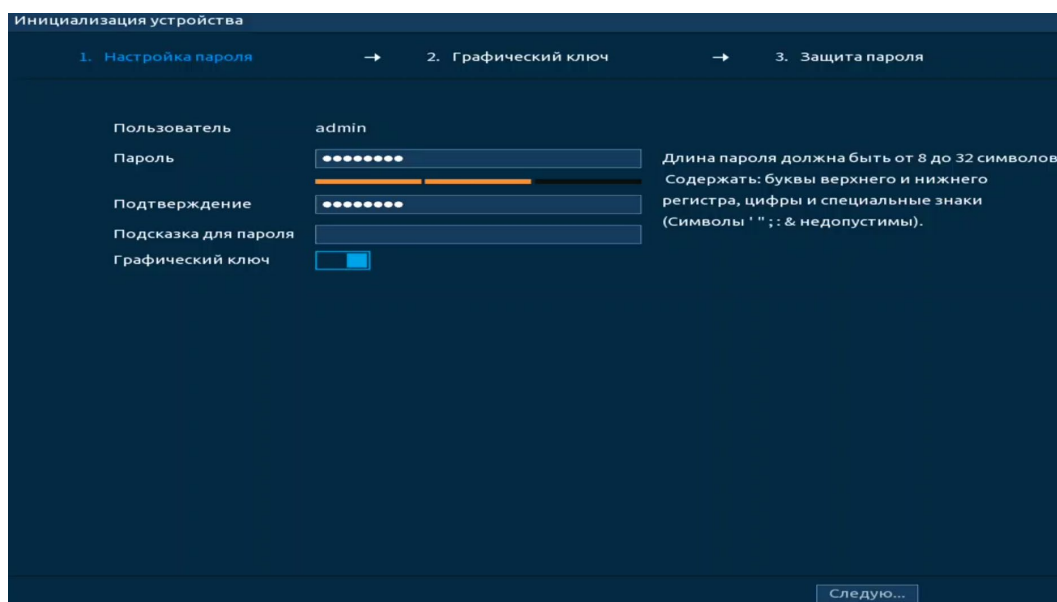 Инициализация устройства
1. Настройка пароля → 2. Графический ключ → 3. Защита пароля
Пользователь admin
Пароль ●●●●●●●● Длина пароля должна быть от 8 до 32 символов
Содержать: буквы верхнего и нижнего
Подтверждение ●●●●●●●● регистра, цифры и специальные знаки
(Символы ' " ; : & недопустимы).
Подсказка для пароля
Графический ключ
Следую...